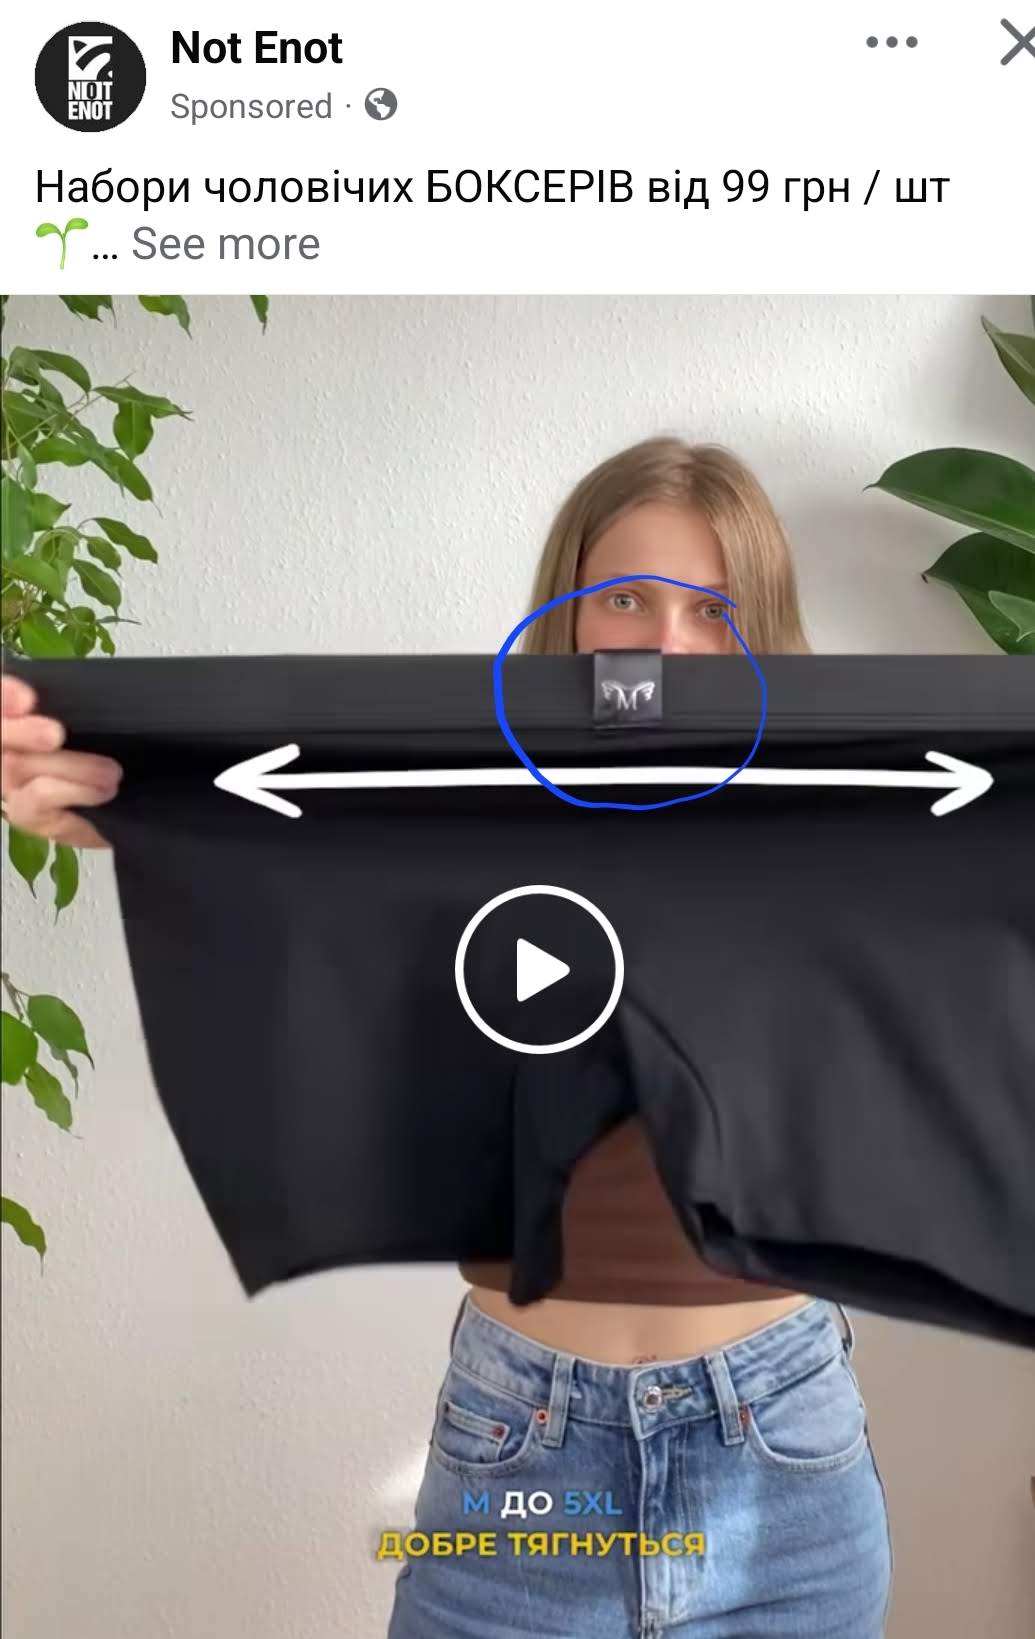 NOT
ENOT
Not Enot
Sponsored ·
Набори чоловічих БОКСЕРІВ від 99 грн / шт
🌱... See more
M
М ДО 5XL
ДОБРЕ ТЯГНУТЬСЯ